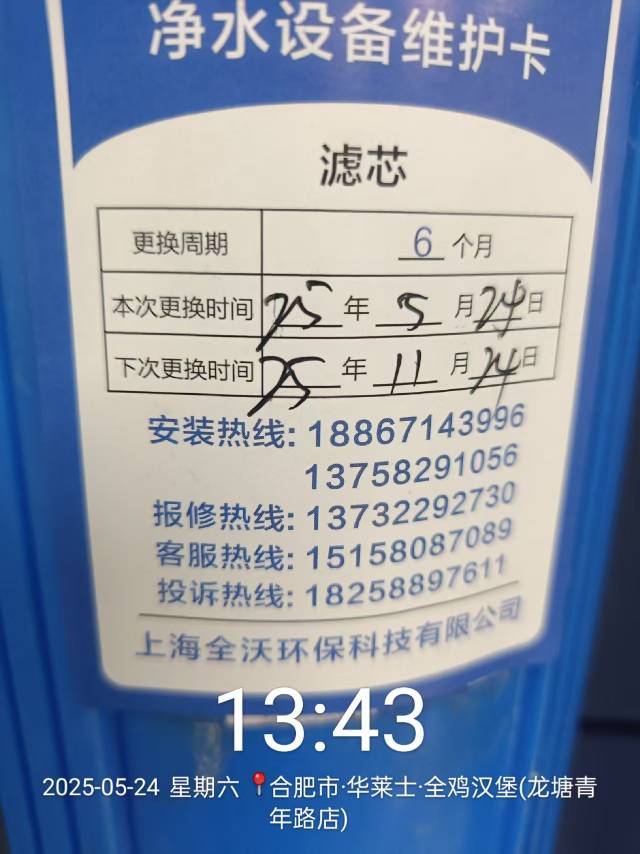 净水设备维护卡
滤芯
更换周期 6 个月
本次更换时间 25 年 5 月 24 日
下次更换时间 25 年 11 月 24 日
安装热线: 18867143996
13758291056
报修热线: 13732292730
客服热线: 15158087089
投诉热线: 18258897611
上海全沃环保科技有限公司
13:43
2025-05-24 星期六 📍合肥市·华莱士·全鸡汉堡(龙塘青
年路店)